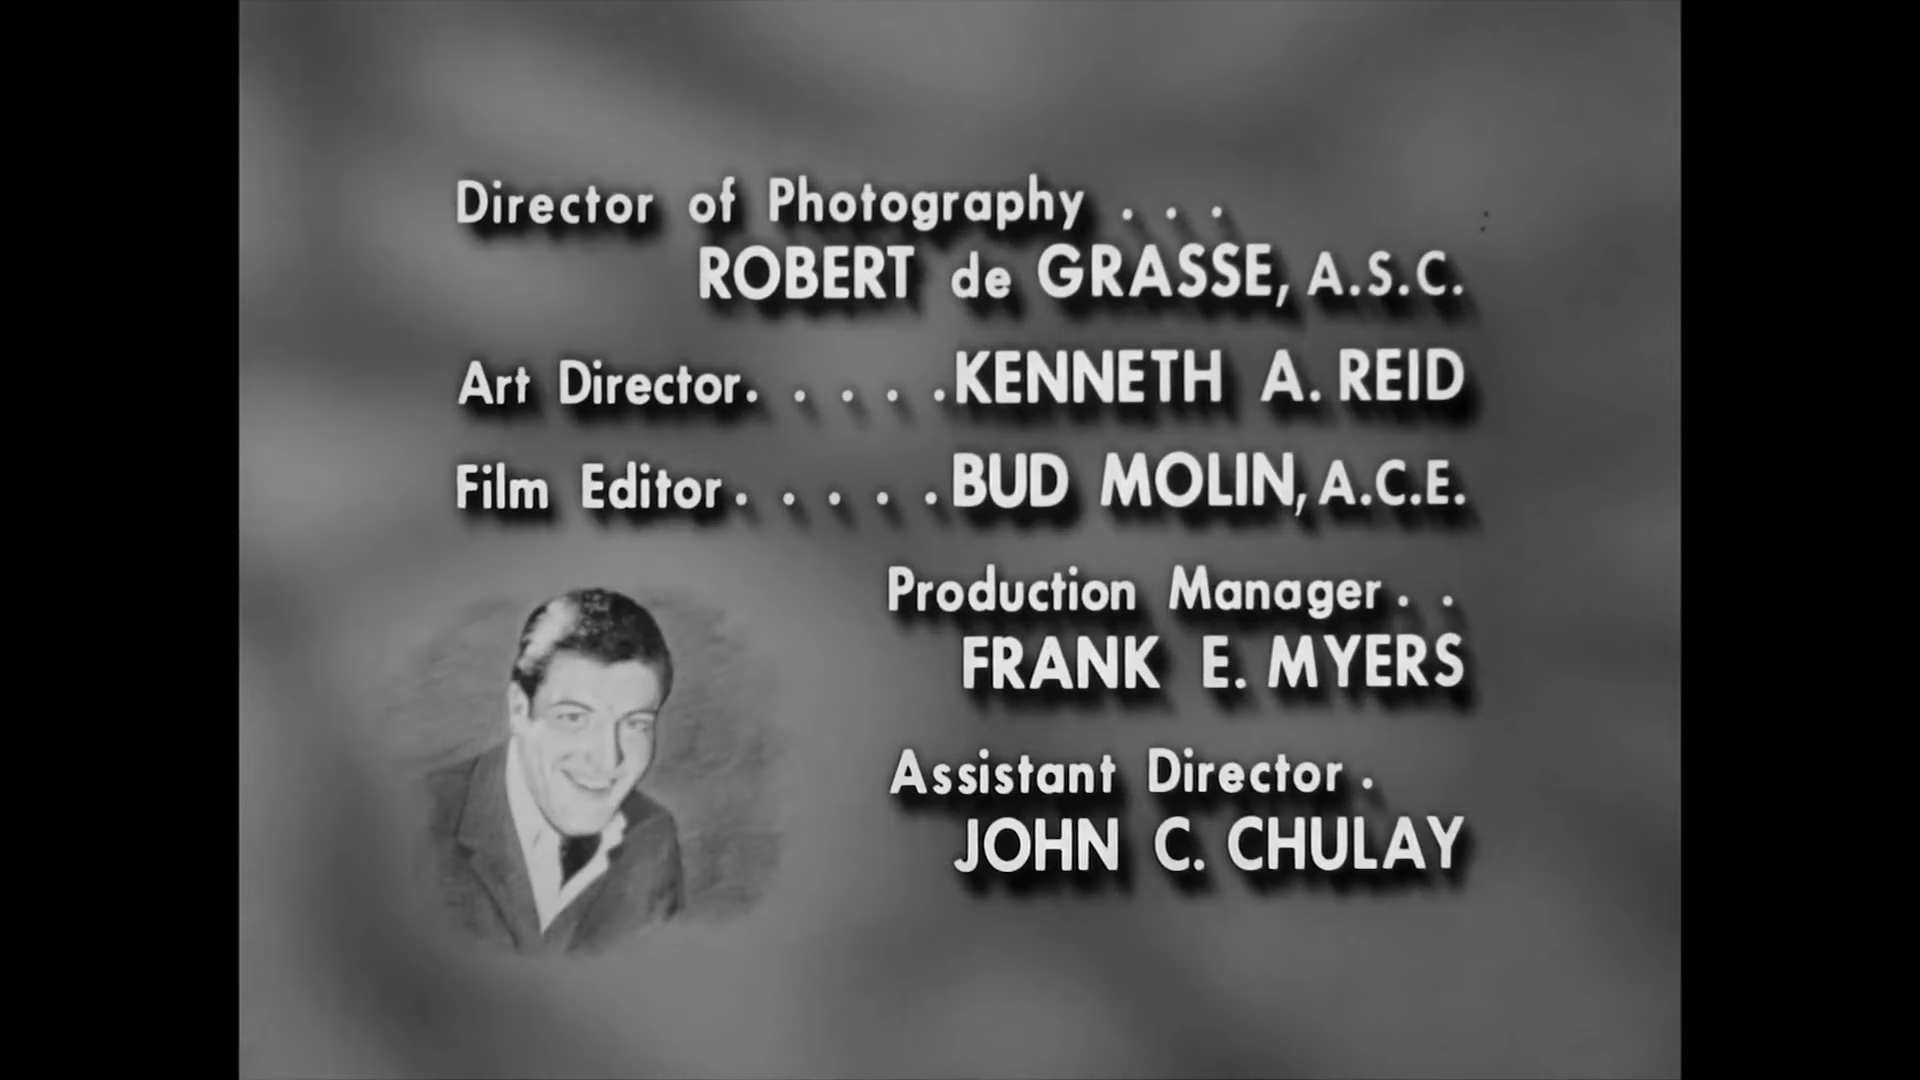 Director of Photography . . .
ROBERT de GRASSE, A.S.C.
Art Director. . . . . KENNETH A. REID
Film Editor . . . . . BUD MOLIN, A.C.E.
Production Manager . .
FRANK E. MYERS
Assistant Director .
JOHN C. CHULAY